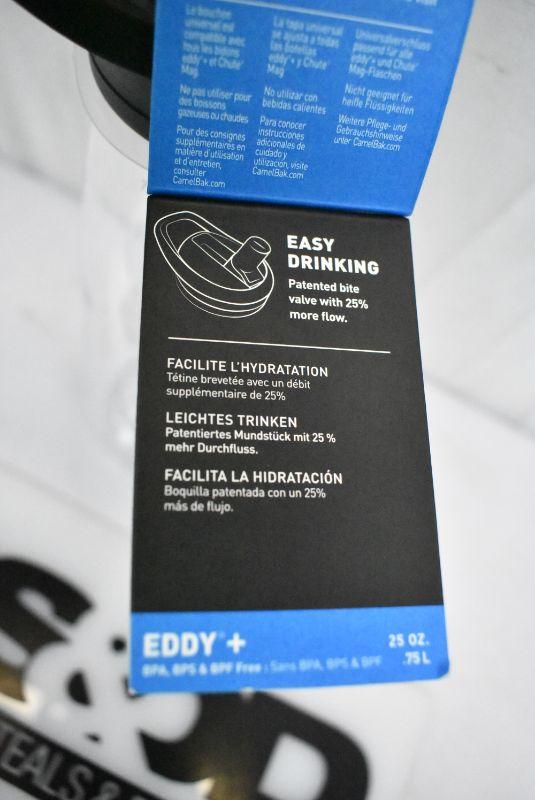 Le bouchon
universel est
compatible avec
tous les bidons
eddy®+ et Chute®
Mag
Ne pas utiliser pour
des boissons
gazeuses ou chaudes
Pour des consignes
supplémentaires en
matière d'utilisation
et d'entretien,
consulter
CamelBak.com
La tapa universal
se ajusta a todas
las botellas
eddy®+ y Chute®
Mag
No utilizar con
bebidas calientes
Para conocer
instrucciones
adicionales de
cuidado y
utilización, visite
CamelBak.com
Universalverschluss
passend für alle
eddy®+ und Chute®
Mag-Flaschen
Nicht geeignet für
heiße Flüssigkeiten
Weitere Pflege- und
Gebrauchshinweise
unter CamelBak.com
EASY
DRINKING
Patented bite
valve with 25%
more flow.
FACILITE L'HYDRATATION
Tétine brevetée avec un débit
supplémentaire de 25%
LEICHTES TRINKEN
Patentiertes Mundstück mit 25 %
mehr Durchfluss.
FACILITA LA HIDRATACIÓN
Boquilla patentada con un 25%
más de flujo.
EDDY®+
25 OZ.
.75 L
BPA, BPS & BPF Free : Sans BPA, BPS & BPF